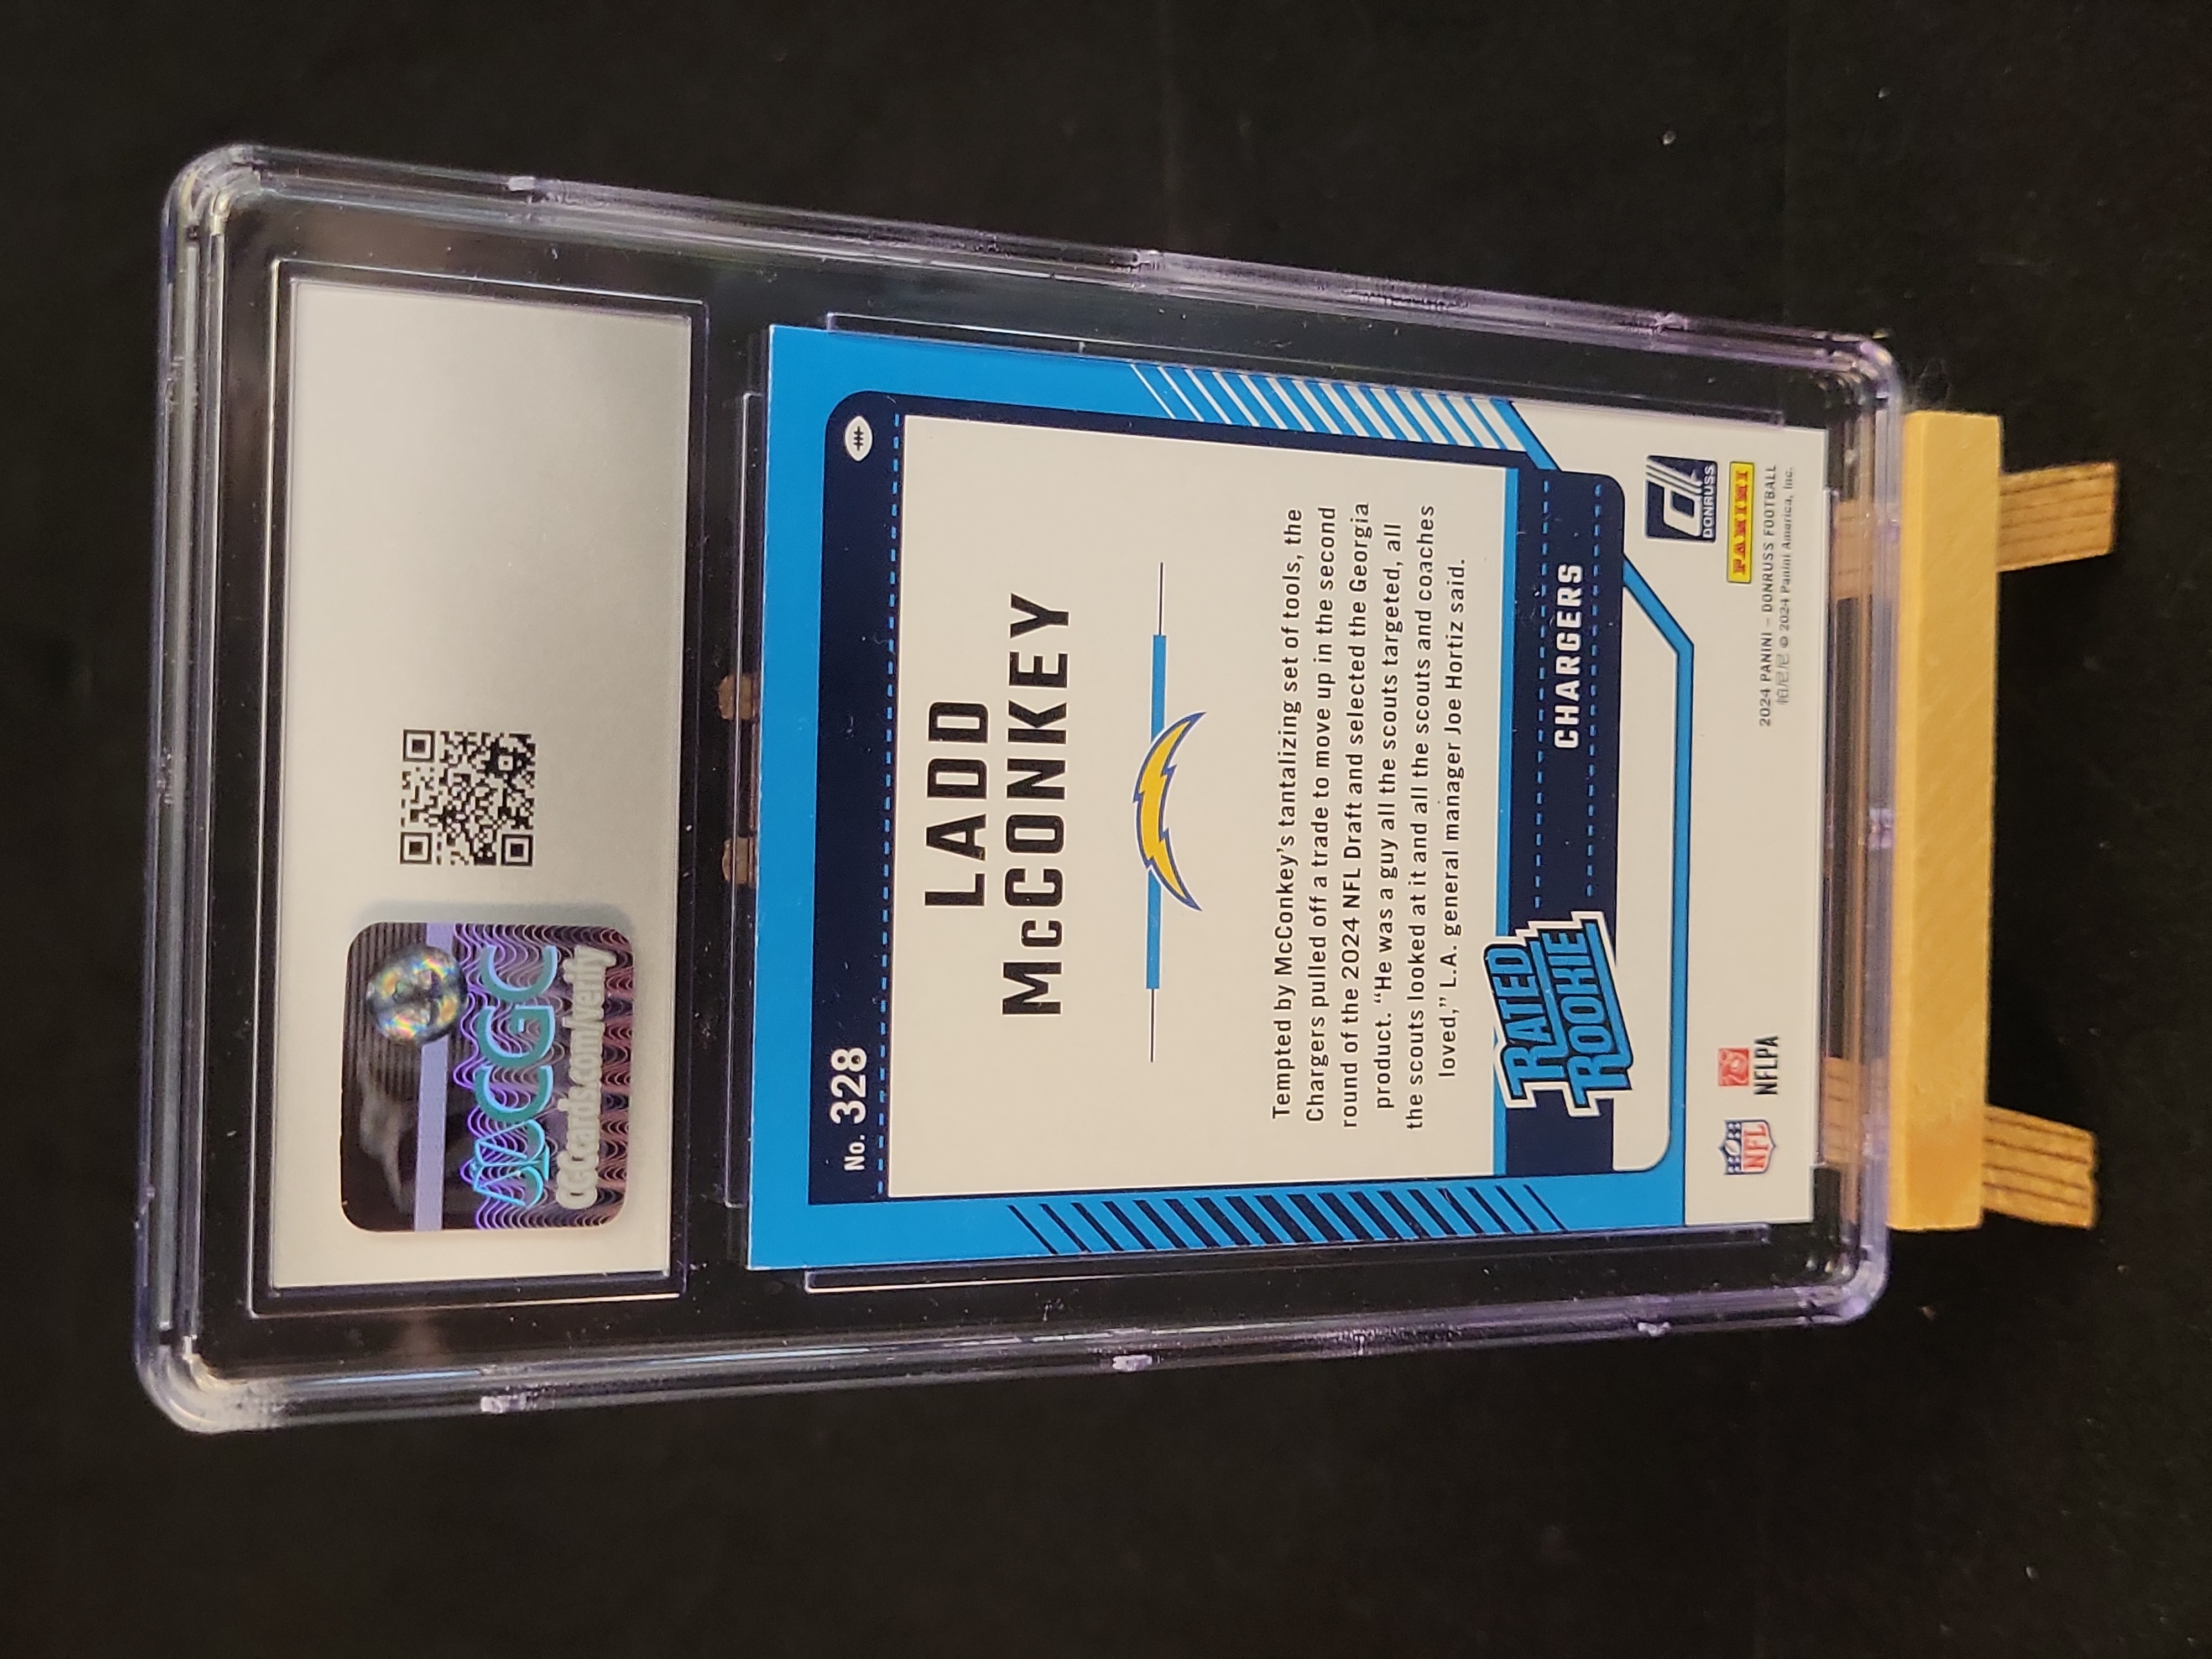 CGC
CGCcards.com/verify
No. 328
LADD
McCONKEY
Tempted by McConkey's tantalizing set of tools, the
Chargers pulled off a trade to move up in the second
round of the 2024 NFL Draft and selected the Georgia
product. “He was a guy all the scouts targeted, all
the scouts looked at it and all the scouts and coaches
loved,” L.A. general manager Joe Hortiz said.
RATED
ROOKIE
CHARGERS
NFL
NFLPA
DONRUSS
PANINI
2024 PANINI – DONRUSS FOOTBALL
© 2024 Panini America, Inc.